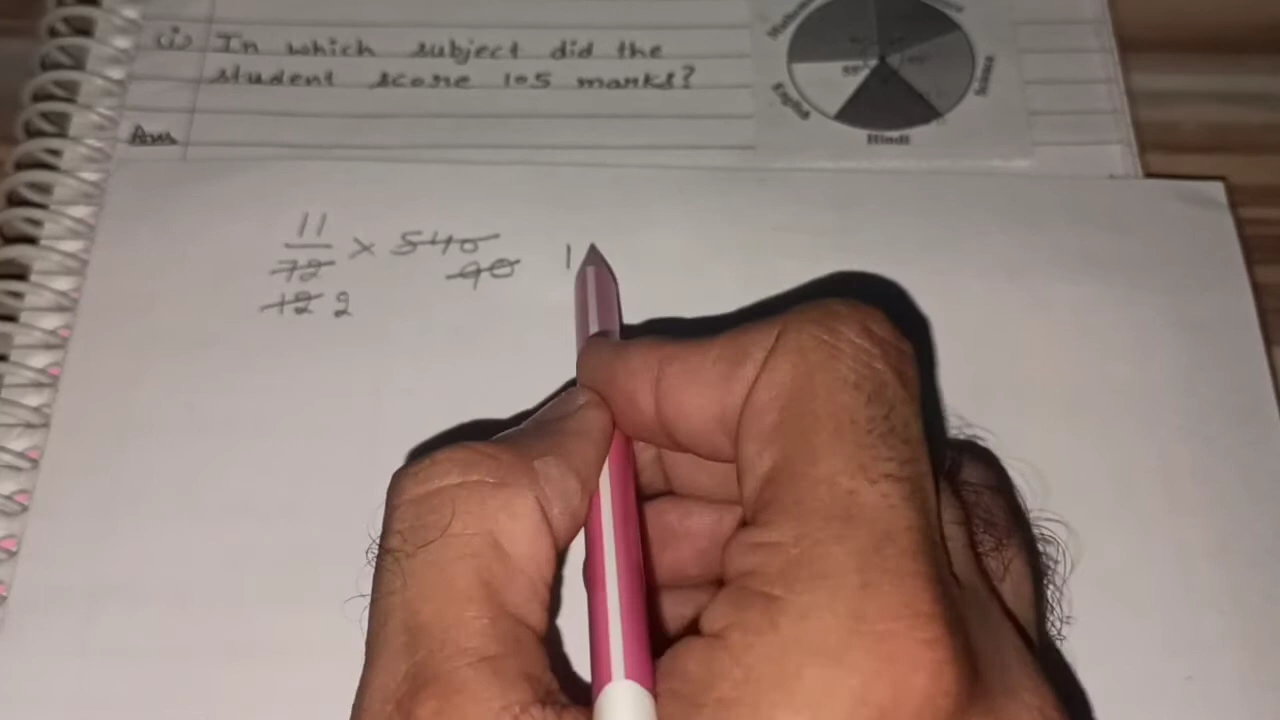 (i) In which subject did the
student score 105 marks?
Ans
English
Hindi
Science
11
72 × 540
90
12 2
1